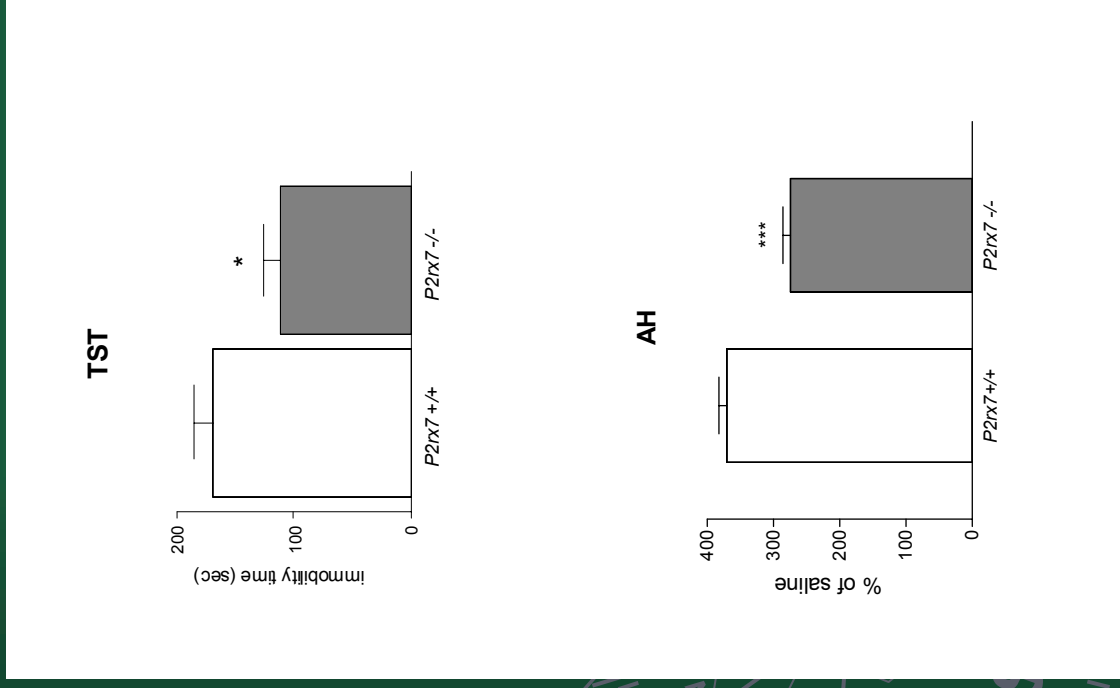 TST
immobility time (sec)
200
100
0
*
P2rx7 +/+
P2rx7 -/-
AH
% of saline
400
300
200
100
0
***
P2rx7+/+
P2rx7 -/-